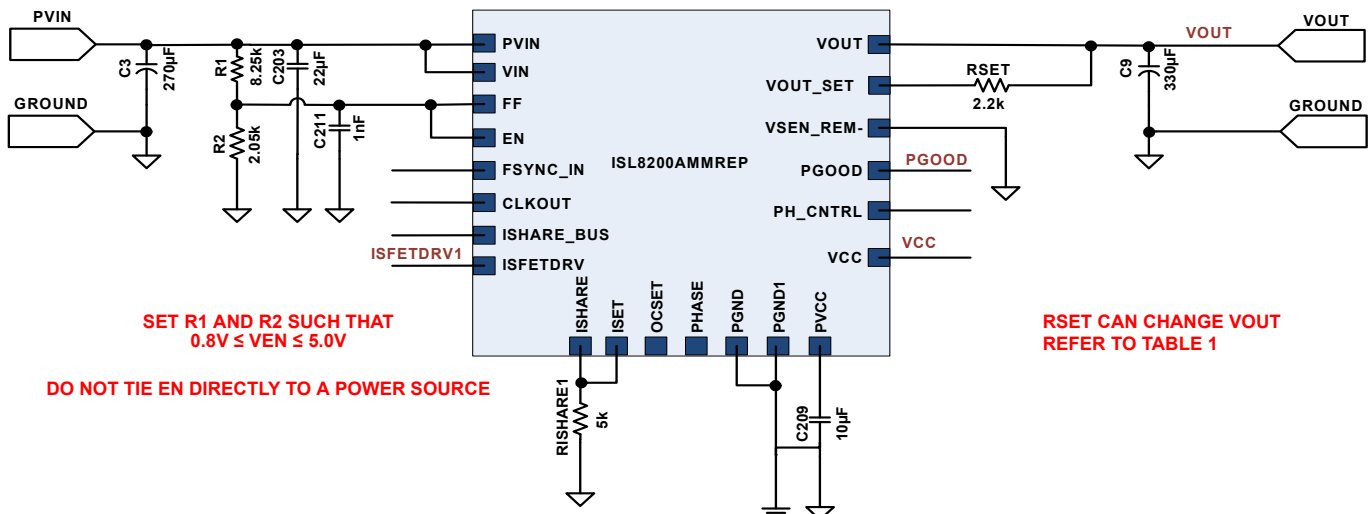 PVIN
GROUND
C3
270µF
R1
8.25k
C203
22µF
R2
2.05k
C211
1nF
PVIN
VIN
FF
EN
FSYNC_IN
CLKOUT
ISHARE_BUS
ISFETDRV1
ISFETDRV
ISL8200AMMREP
VOUT
VOUT_SET
VSEN_REM-
PGOOD
PH_CNTRL
VCC
PGOOD
VCC
RSET
2.2k
VOUT
VOUT
C9
330µF
GROUND
ISHARE
ISET
OCSET
PHASE
PGND
PGND1
PVCC
RISHARE1
5k
C209
10µF
SET R1 AND R2 SUCH THAT
0.8V ≤ VEN ≤ 5.0V
DO NOT TIE EN DIRECTLY TO A POWER SOURCE
RSET CAN CHANGE VOUT
REFER TO TABLE 1